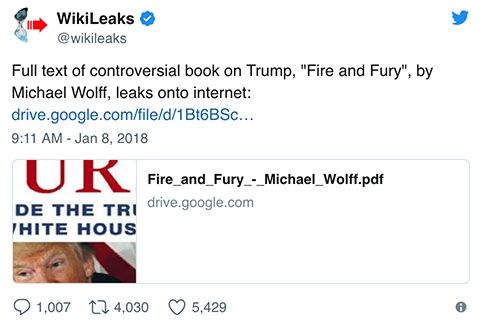 WikiLeaks
@wikileaks
Full text of controversial book on Trump, "Fire and Fury", by
Michael Wolff, leaks onto internet:
drive.google.com/file/d/1Bt6BSc…
9:11 AM - Jan 8, 2018
UR
DE THE TRU
HITE HOUS
Fire_and_Fury_-_Michael_Wolff.pdf
drive.google.com
1,007 4,030 5,429